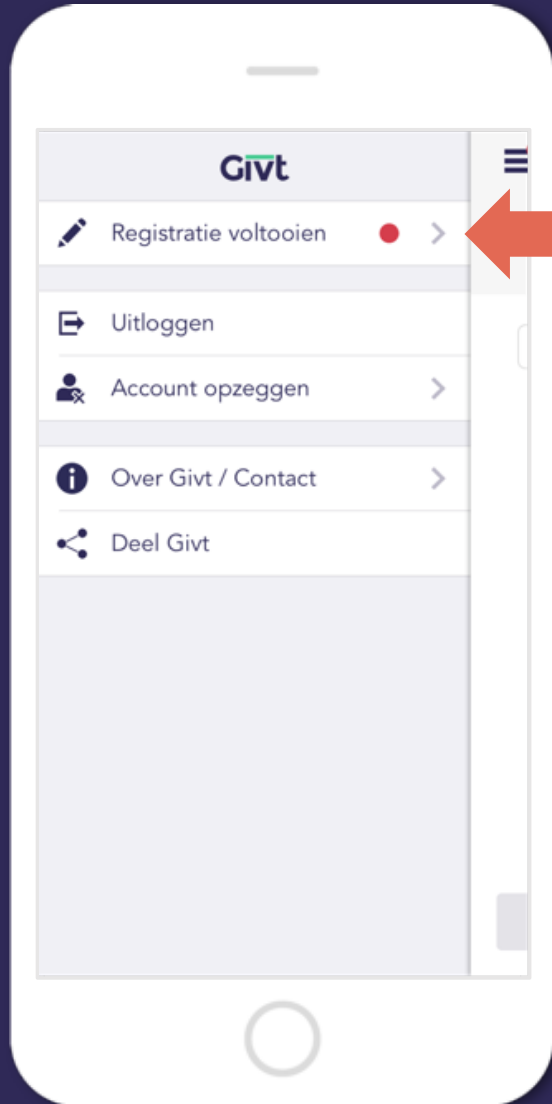 Givt
Registratie voltooien
Uitloggen
Account opzeggen
Over Givt / Contact
Deel Givt